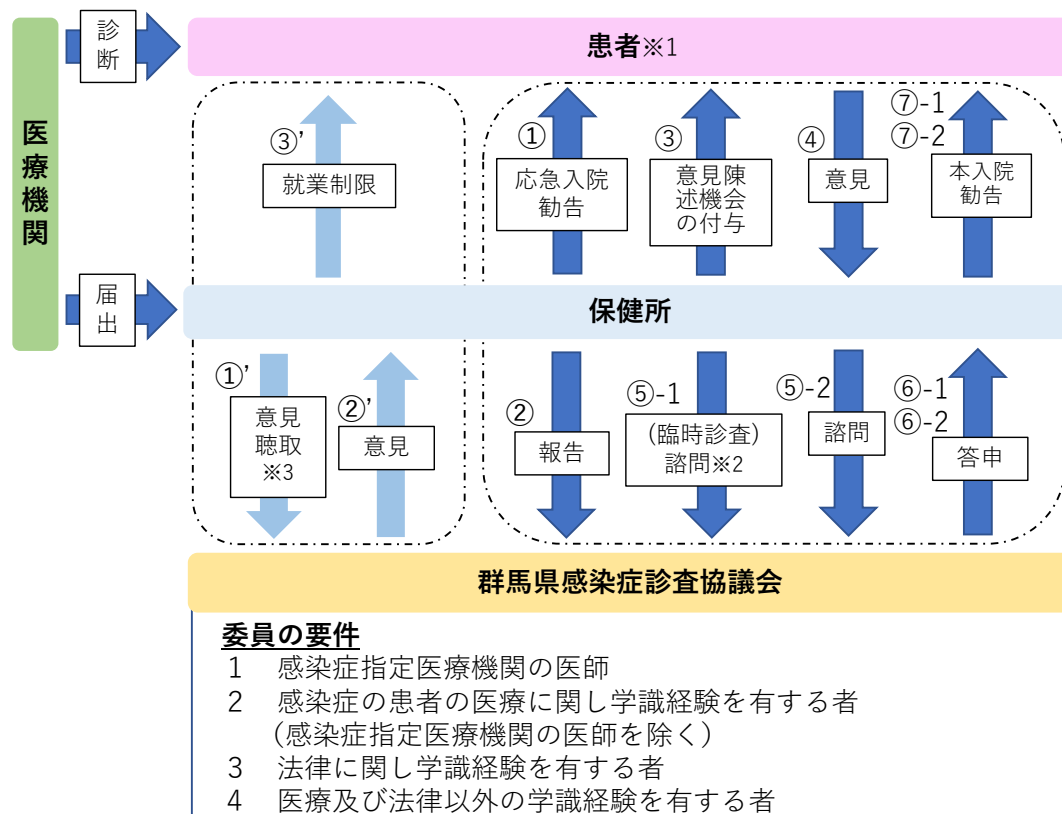 診
断
患者※1
医
療
機
関
③’
就業制限
①
応急入院
勧告
③
意見陳
述機会
の付与
④
意見
⑦-1
⑦-2
本入院
勧告
届
出
保健所
①’
意見
聴取
※3
②’
意見
②
報告
⑤-1
(臨時診査)
諮問※2
⑤-2
諮問
⑥-1
⑥-2
答申
群馬県感染症診査協議会
委員の要件
1 感染症指定医療機関の医師
2 感染症の患者の医療に関し学識経験を有する者
(感染症指定医療機関の医師を除く)
3 法律に関し学識経験を有する者
4 医療及び法律以外の学識経験を有する者